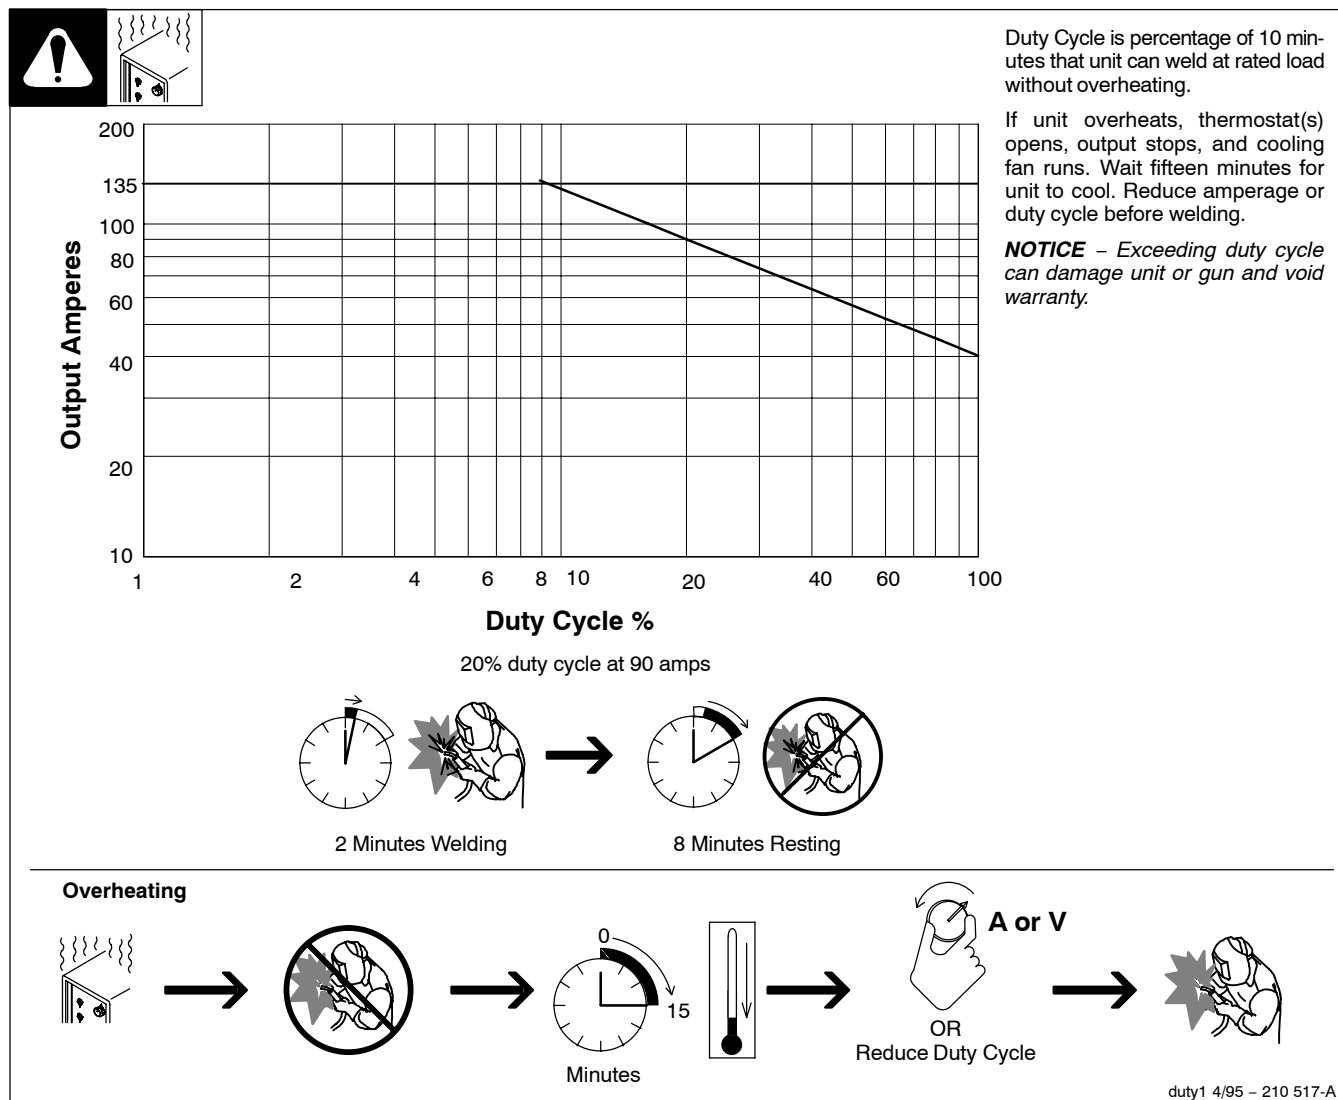 Duty Cycle is percentage of 10 min-
utes that unit can weld at rated load
without overheating.
If unit overheats, thermostat(s)
opens, output stops, and cooling
fan runs. Wait fifteen minutes for
unit to cool. Reduce amperage or
duty cycle before welding.
NOTICE – Exceeding duty cycle
can damage unit or gun and void
warranty.
Output Amperes
200
135
100
80
60
40
20
10
1 2 4 6 8 10 20 40 60 100
Duty Cycle %
20% duty cycle at 90 amps
2 Minutes Welding
8 Minutes Resting
Overheating
0
15
Minutes
A or V
OR
Reduce Duty Cycle
duty1 4/95 – 210 517-A